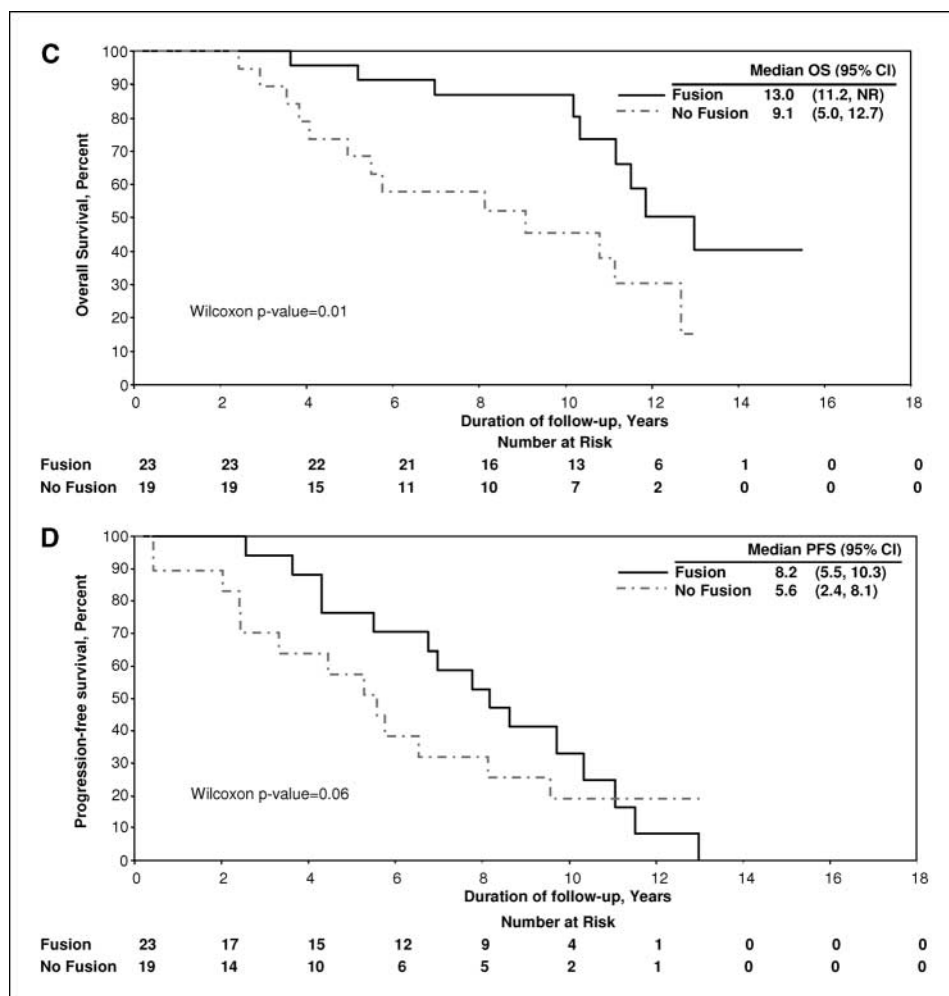 C
Median OS (95% CI)
Fusion 13.0 (11.2, NR)
No Fusion 9.1 (5.0, 12.7)
Overall Survival, Percent
100
90
80
70
60
50
40
30
20
10
0
Wilcoxon p-value=0.01
0 2 4 6 8 10 12 14 16 18
Duration of follow-up, Years
Number at Risk
Fusion 23 23 22 21 16 13 6 1 0 0
No Fusion 19 19 15 11 10 7 2 0 0 0
D
Median PFS (95% CI)
Fusion 8.2 (5.5, 10.3)
No Fusion 5.6 (2.4, 8.1)
Progression-free survival, Percent
100
90
80
70
60
50
40
30
20
10
0
Wilcoxon p-value=0.06
0 2 4 6 8 10 12 14 16 18
Duration of follow-up, Years
Number at Risk
Fusion 23 17 15 12 9 4 1 0 0 0
No Fusion 19 14 10 6 5 2 1 0 0 0